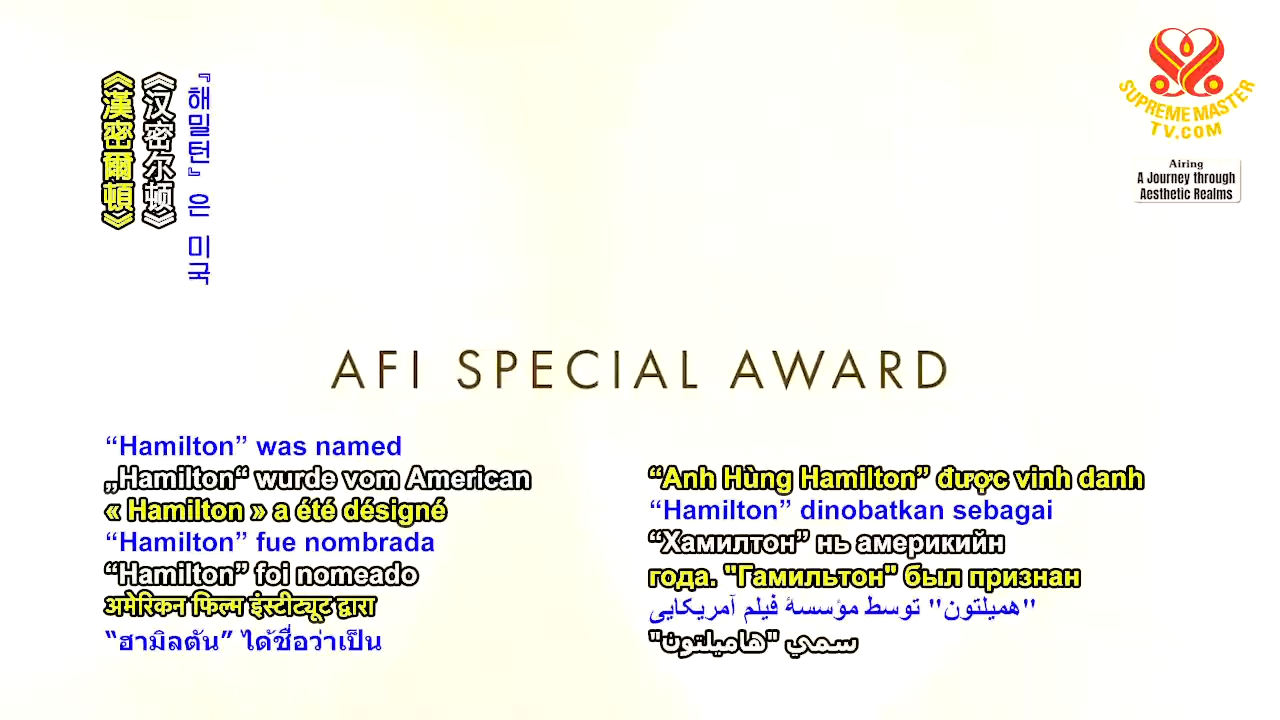 《漢密爾頓》
《汉密尔顿》
『해밀턴』은 미국
SUPREME MASTER
TV.COM
Airing
A Journey through
Aesthetic Realms
AFI SPECIAL AWARD
“Hamilton” was named
„Hamilton“ wurde vom American
« Hamilton » a été désigné
“Hamilton” fue nombrada
“Hamilton” foi nomeado
अमेरिकन फिल्म इंस्टीट्यूट द्वारा
“ฮามิลตัน” ได้ชื่อว่าเป็น
“Anh Hùng Hamilton” được vinh danh
“Hamilton” dinobatkan sebagai
“Хамилтон” нь америкийн
года. "Гамильтон" был признан
"همیلتون" توسط مؤسسهٔ فیلم آمریکایی
سمي "هاميلتون"